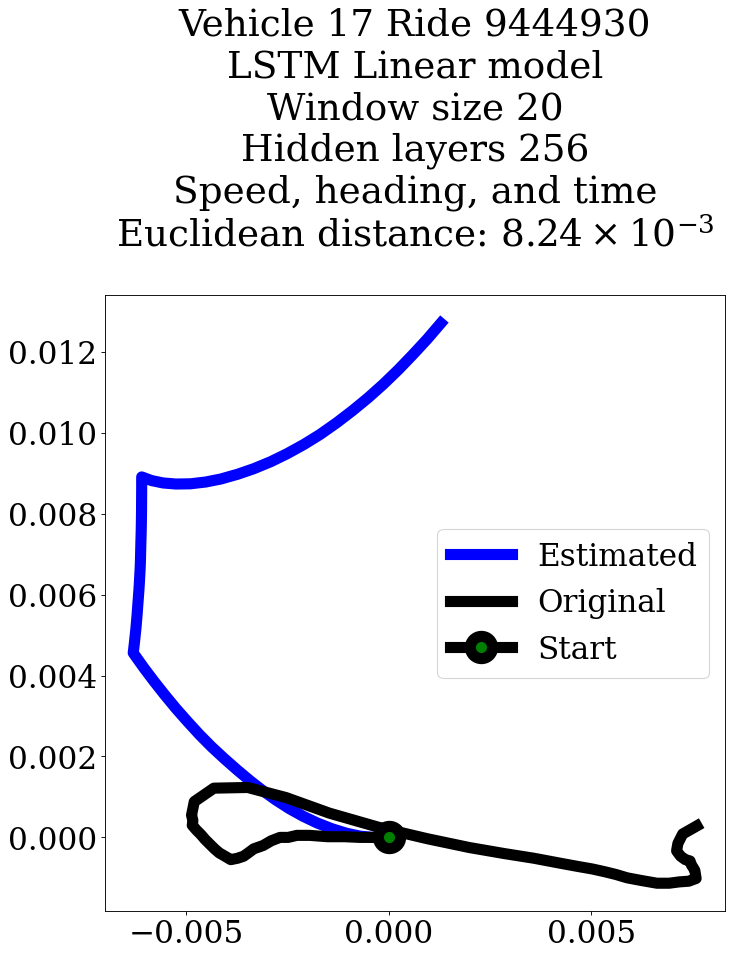 Vehicle 17 Ride 9444930
LSTM Linear model
Window size 20
Hidden layers 256
Speed, heading, and time
Euclidean distance: 8.24 × 10⁻³
0.012
0.010
0.008
0.006
0.004
0.002
0.000
Estimated
Original
Start
−0.005 0.000 0.005